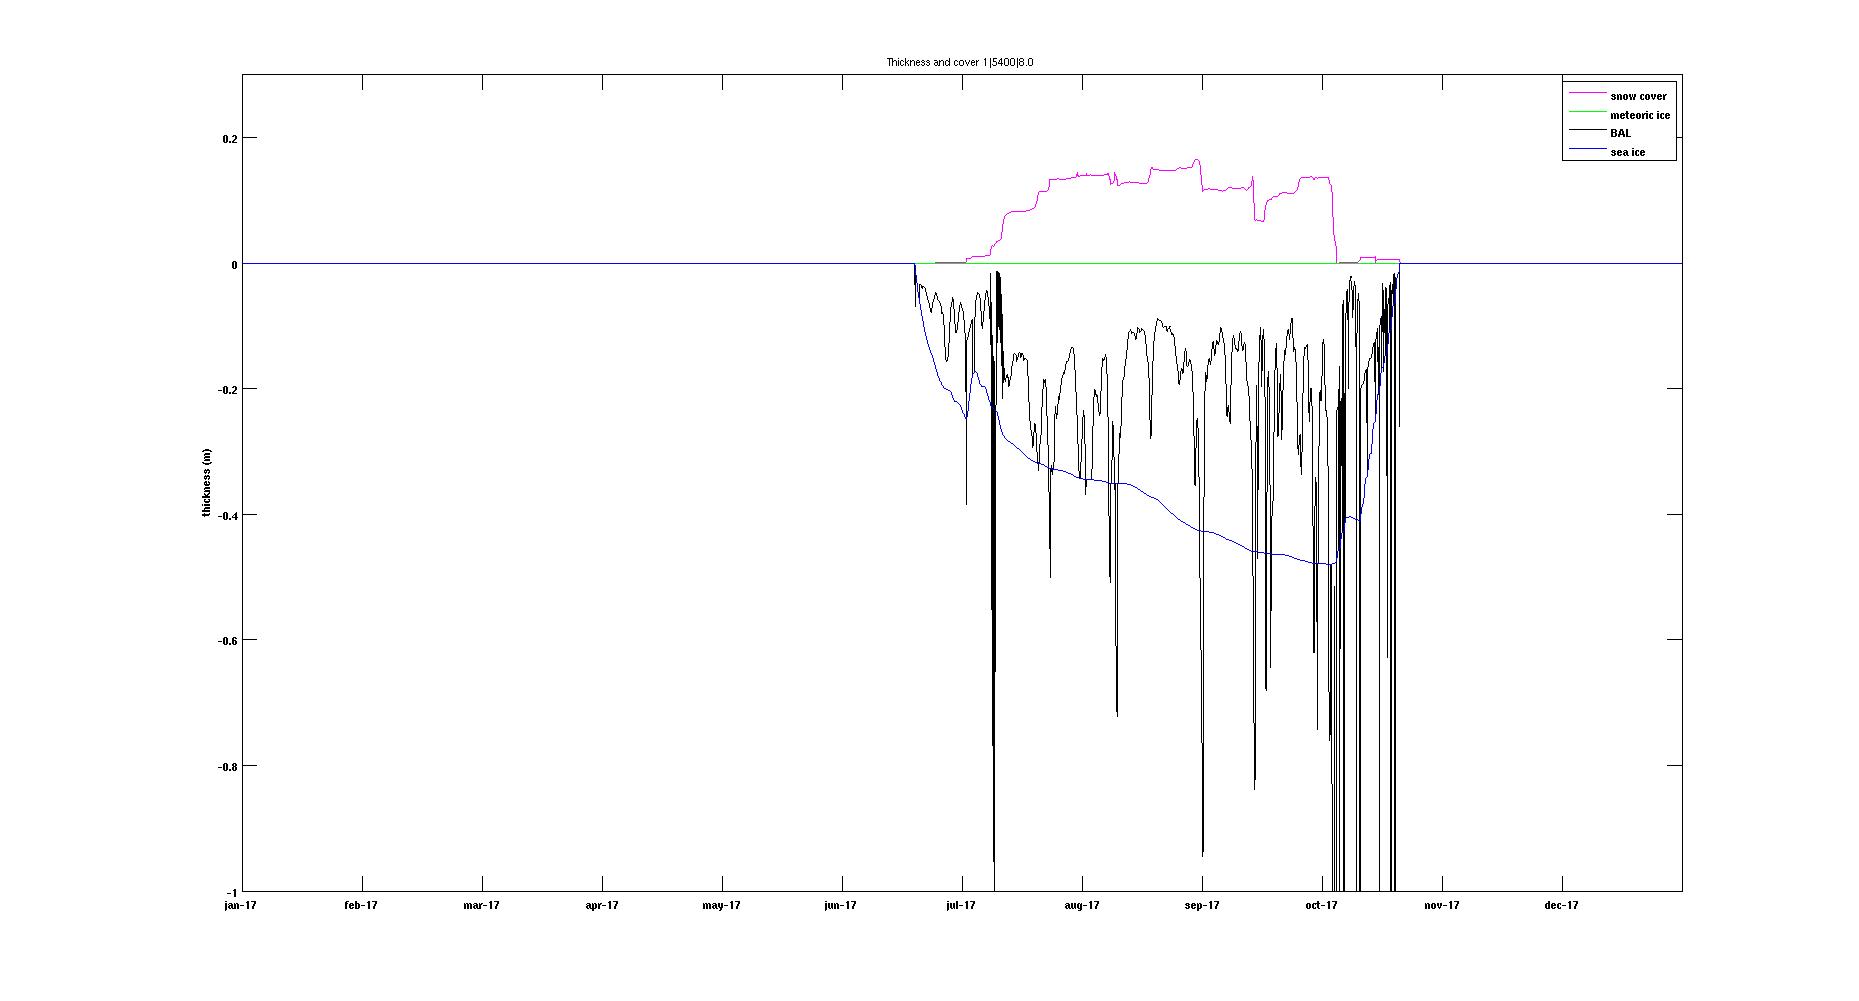 Thickness and cover 1|5400|8.0
snow cover
meteoric ice
BAL
sea ice
thickness (m)
0.2
0
-0.2
-0.4
-0.6
-0.8
-1
jan-17 feb-17 mar-17 apr-17 may-17 jun-17 jul-17 aug-17 sep-17 oct-17 nov-17 dec-17